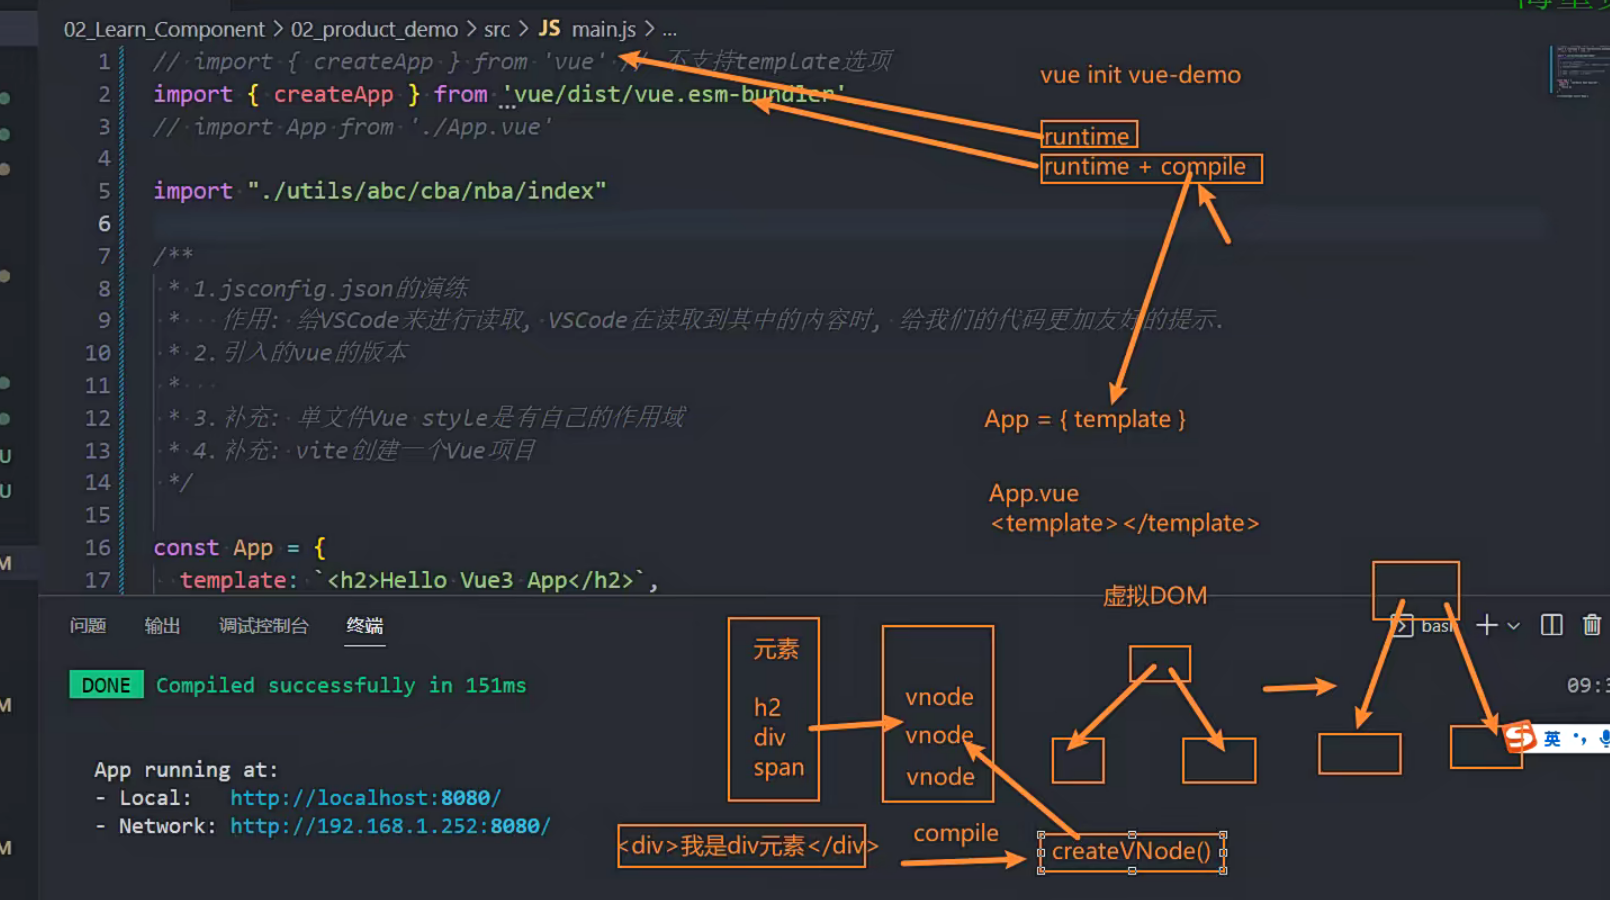 02_Learn_Component > 02_product_demo > src > JS main.js > ...
1 // import { createApp } from 'vue' // 不支持template选项
2 import { createApp } from 'vue/dist/vue.esm-bundler'
3 // import App from './App.vue'
4
5 import "./utils/abc/cba/nba/index"
6
7 /**
8 * 1.jsconfig.json的演练
9 * 作用: 给VSCode来进行读取, VSCode在读取到其中的内容时, 给我们的代码更加友好的提示.
10 * 2.引入的vue的版本
11 *
12 * 3.补充: 单文件Vue style是有自己的作用域
13 * 4.补充: vite创建一个Vue项目
14 */
15
16 const App = {
17 template: `<h2>Hello Vue3 App</h2>`,
vue init vue-demo
runtime
runtime + compile
App = { template }
App.vue
<template></template>
U
U
M
M
M
问题 输出 调试控制台 终端
bash
DONE Compiled successfully in 151ms
App running at:
- Local: http://localhost:8080/
- Network: http://192.168.1.252:8080/
虚拟DOM
元素
h2
div
span
vnode
vnode
vnode
<div>我是div元素</div>
compile
createVNode()
英